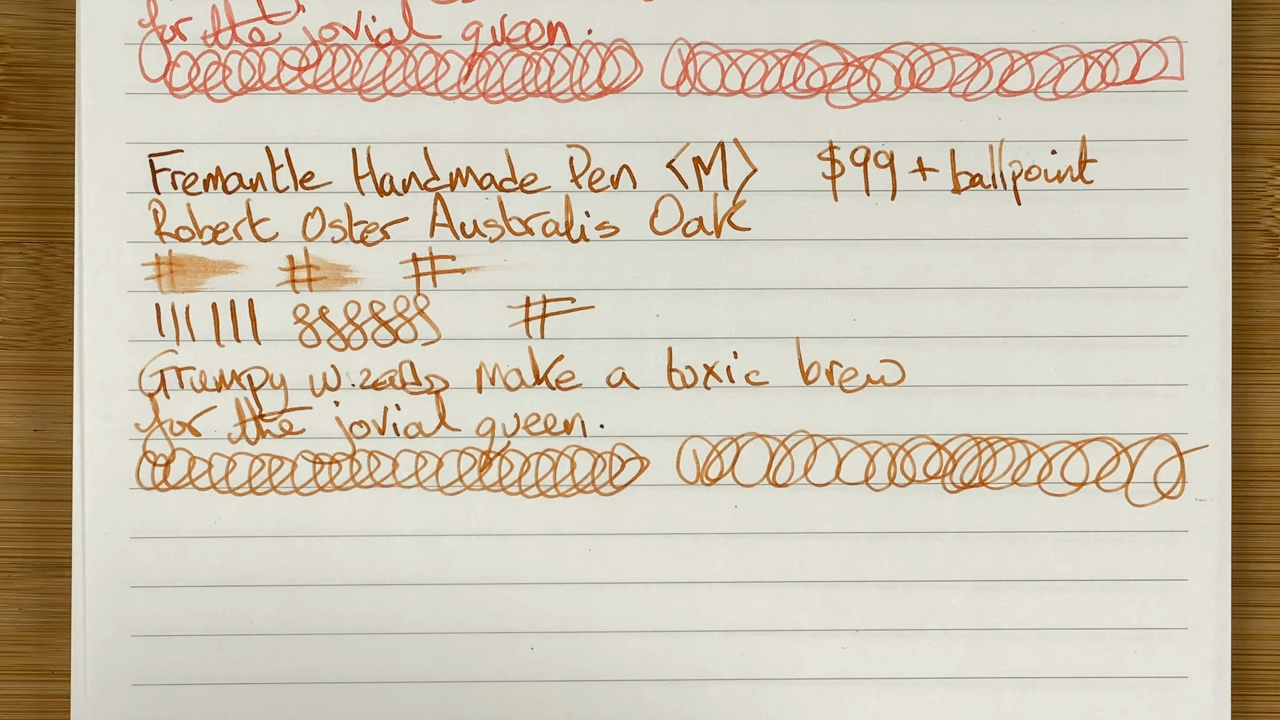 for the jovial queen.
Fremantle Handmade Pen <M> $99 + ballpoint
Robert Oster Australis Oak
# # #
||| ||| 8888888 #
Grumpy wizards make a toxic brew
for the jovial queen.